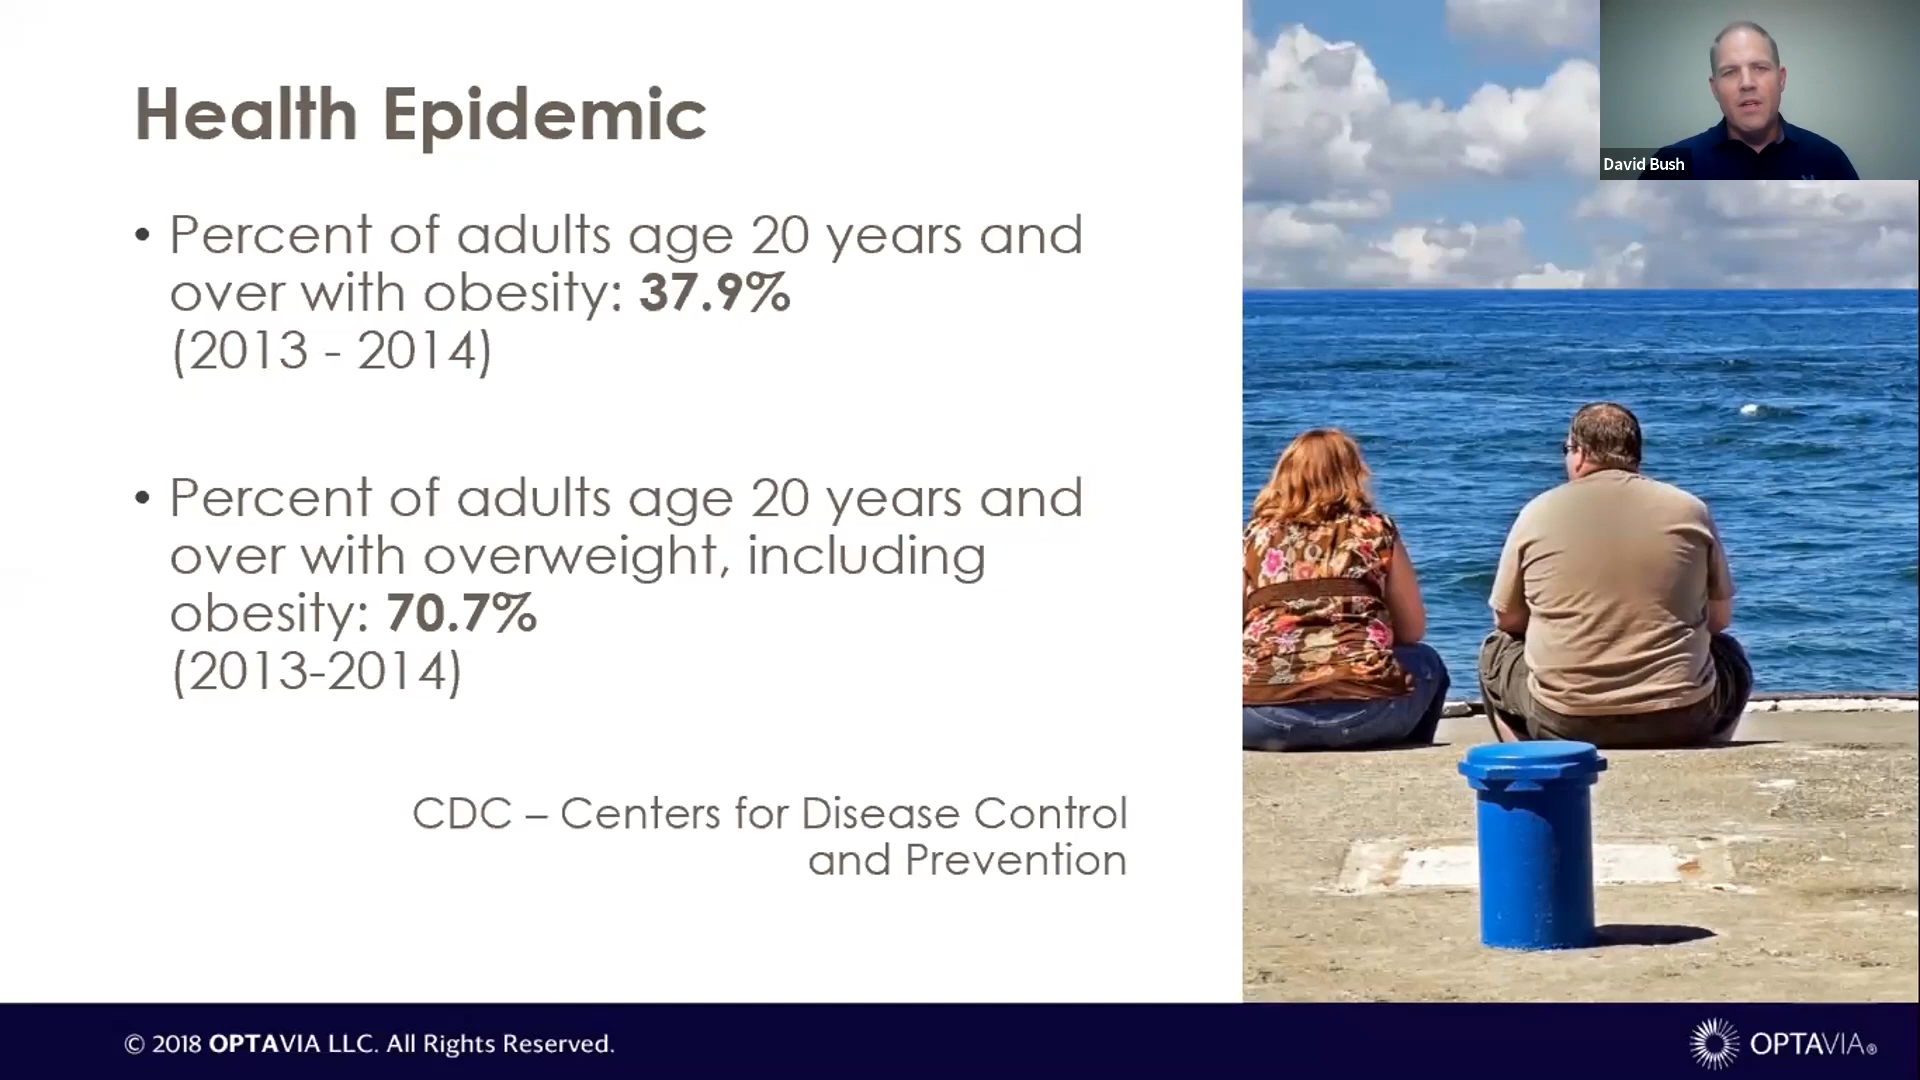 Health Epidemic
• Percent of adults age 20 years and
over with obesity: 37.9%
(2013 - 2014)
• Percent of adults age 20 years and
over with overweight, including
obesity: 70.7%
(2013-2014)
CDC – Centers for Disease Control
and Prevention
David Bush
© 2018 OPTAVIA LLC. All Rights Reserved.
OPTAVIA®